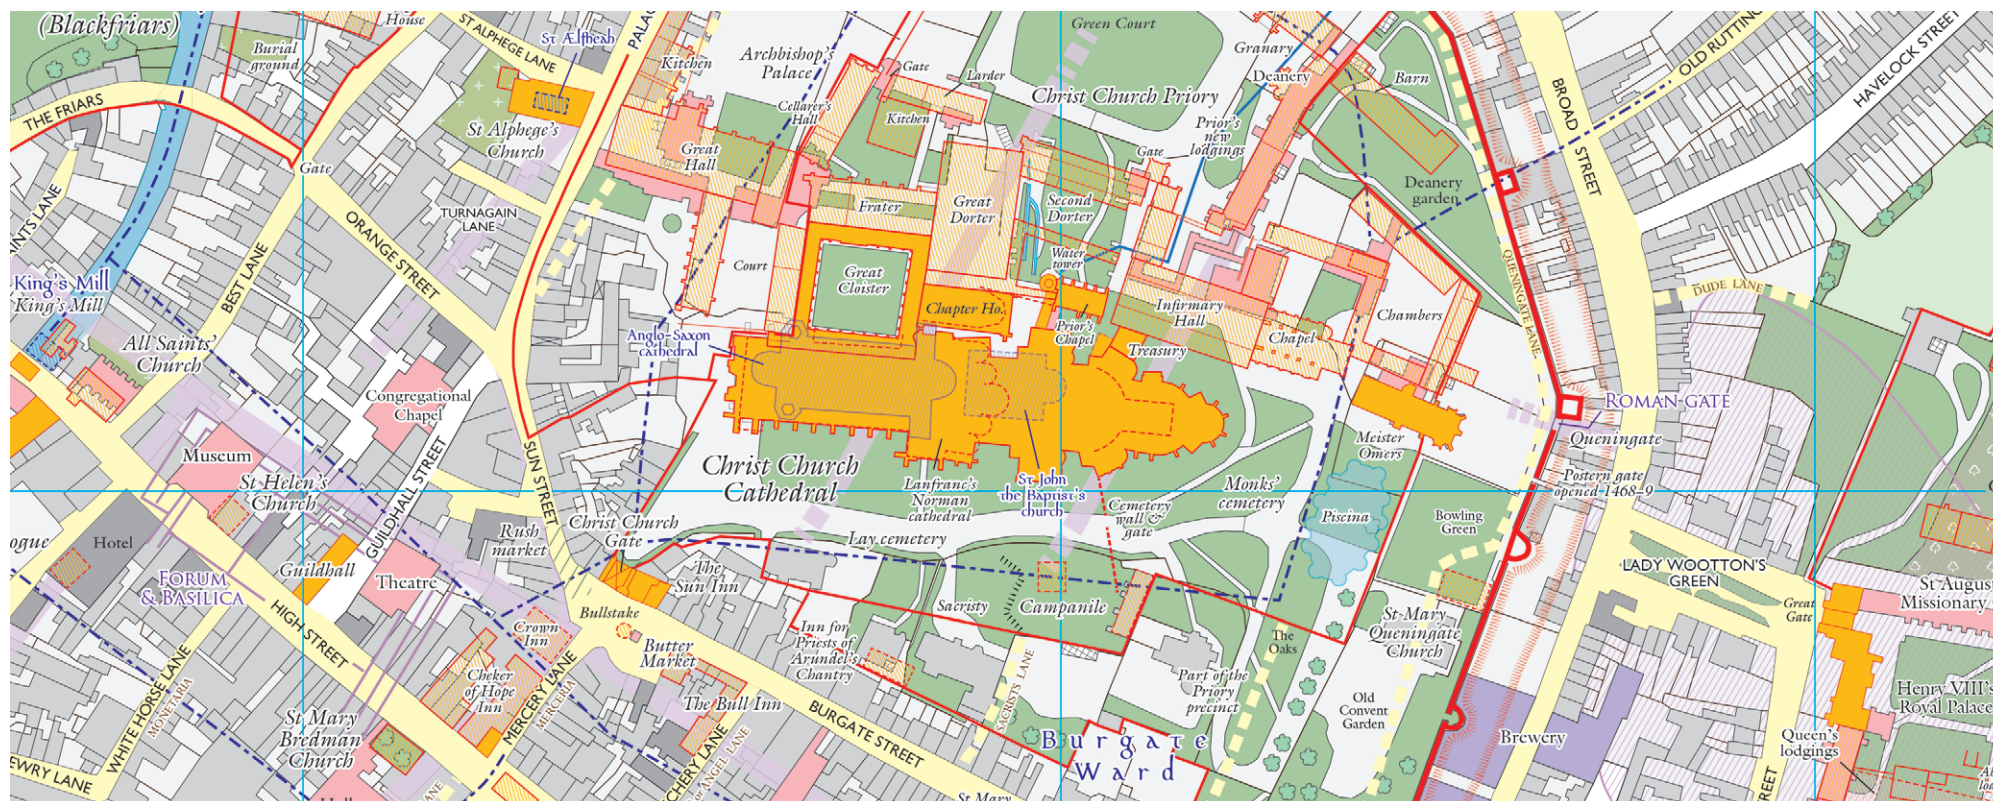 (Blackfriars)
House
Burial
ground
ST ALPHEGE LANE
St Ælfheah
THE FRIARS
St Alphege's
Church
Gate
TURNAGAIN
LANE
ORANGE STREET
BEST LANE
King's Mill
King's Mill
All Saints'
Church
Kitchen
Archbishop's
Palace
Great
Hall
Cellarer's
Hall
Gate
Larder
Kitchen
Green Court
Christ Church Priory
Granary
Deanery
Barn
Prior's
new
lodgings
Gate
Deanery
garden
BROAD STREET
HAVELOCK STREET
Frater
Great
Dorter
Second
Dorter
Water
tower
Court
Great
Cloister
Chapter Ho.
Prior's
Chapel
Infirmary
Hall
Treasury
Chapel
Chambers
QUENINGATE LANE
DUDE LANE
Anglo-Saxon
cathedral
Congregational
Chapel
Museum
St Helen's
Church
GUILDHALL STREET
SUN STREET
ROMAN GATE
Queningate
Postern gate
opened 1468–9
Meister
Omers
Christ Church
Cathedral
Lanfranc's
Norman
cathedral
St John
the Baptist's
church
Cemetery
wall &
gate
Monks'
cemetery
Piscina
Bowling
Green
Hotel
Rush
market
Christ Church
Gate
Lay cemetery
Guildhall
Theatre
FORUM
& BASILICA
HIGH STREET
The
Sun Inn
Bullstake
Sacristy
Campanile
LADY WOOTTON'S
GREEN
Great
Gate
St Augus
Missionary
Crown
Inn
Butter
Market
Inn for
Priests of
Arundel's
Chantry
The
Oaks
St Mary
Queningate
Church
Cheker
of Hope
Inn
MERCERY LANE
MERCERIA
The Bull Inn
BURGATE STREET
SACRISTS LANE
Part of the
Priory
precinct
Old
Convent
Garden
Henry VIII's
Royal Palace
WHITE HORSE LANE
MONETARIA
St Mary
Bredman
Church
Burgate
Ward
Brewery
Queen's
lodgings
St Mary